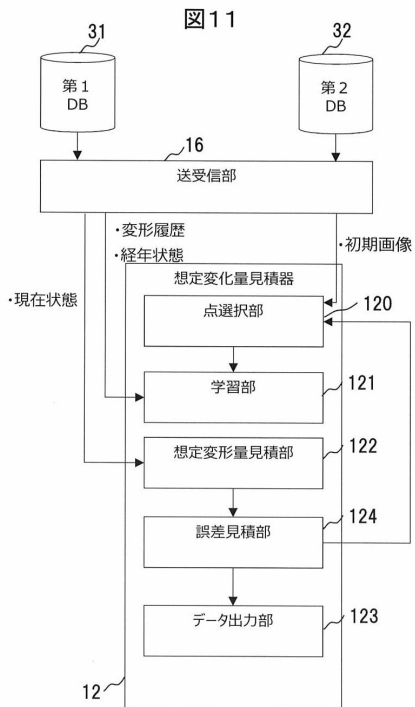 図11
31
32
第1
DB
第2
DB
16
送受信部
・変形履歴
・経年状態
・初期画像
・現在状態
想定変化量見積器
点選択部
120
学習部
121
想定変形量見積部
122
誤差見積部
124
データ出力部
123
12